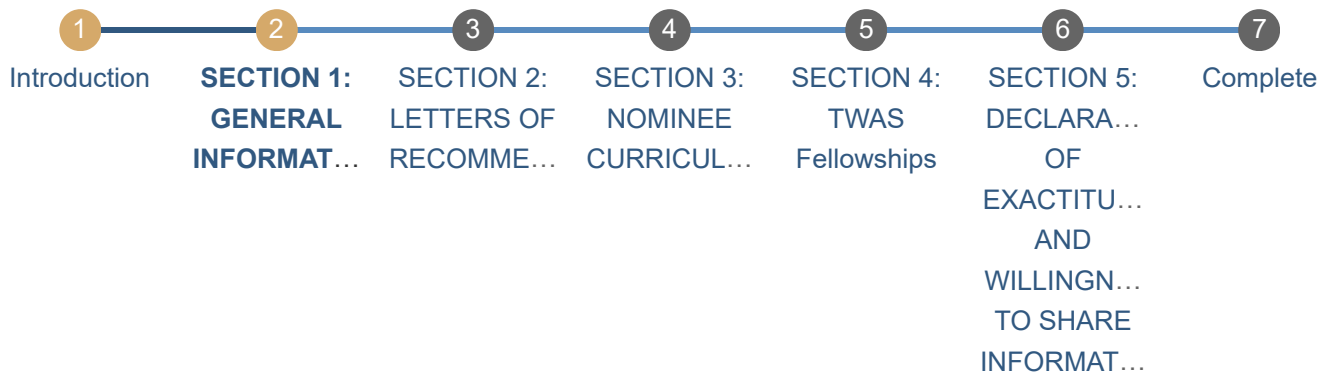 1
2
3
4
5
6
7
Introduction
SECTION 1:
GENERAL
INFORMAT...
SECTION 2:
LETTERS OF
RECOMME...
SECTION 3:
NOMINEE
CURRICUL...
SECTION 4:
TWAS
Fellowships
SECTION 5:
DECLARA...
OF
EXACTITU...
AND
WILLINGN...
TO SHARE
INFORMAT...
Complete